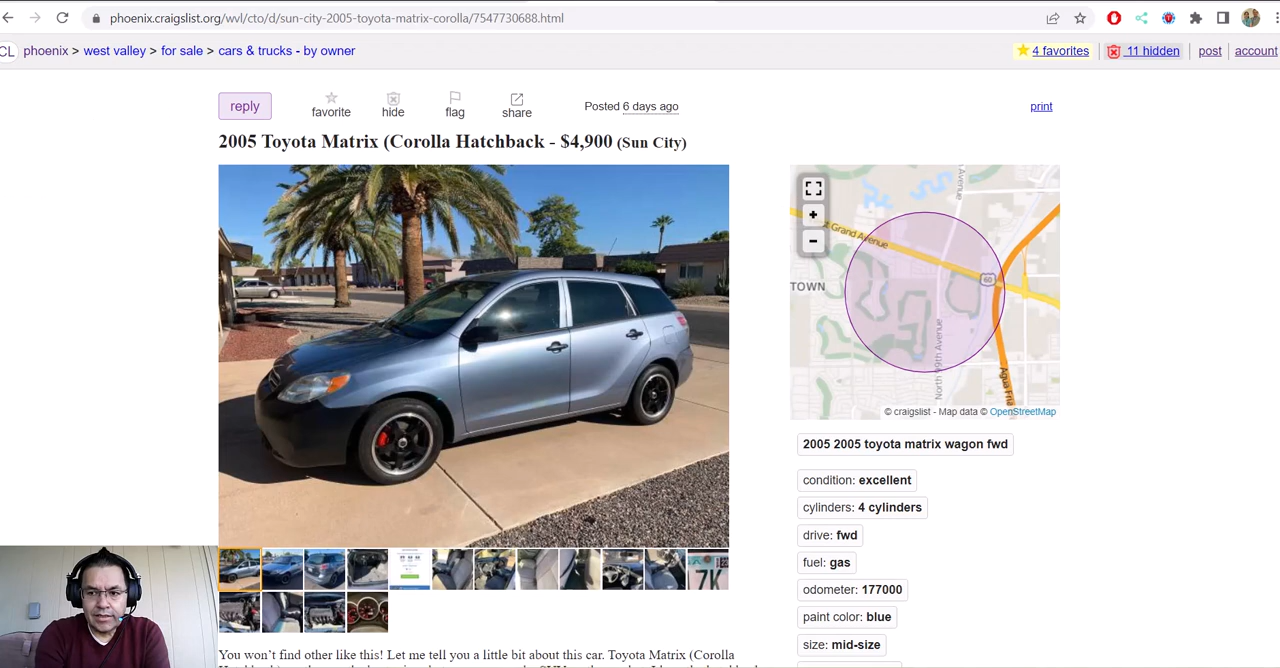 phoenix.craigslist.org/wvl/cto/d/sun-city-2005-toyota-matrix-corolla/7547730688.html
CL phoenix > west valley > for sale > cars & trucks - by owner
4 favorites
11 hidden
post
account
reply
favorite
hide
flag
share
Posted 6 days ago
print
2005 Toyota Matrix (Corolla Hatchback - $4,900 (Sun City)
+
-
Grand Avenue
Avenue
60
TOWN
North 99th Avenue
Agua Fria
© craigslist - Map data © OpenStreetMap
2005 2005 toyota matrix wagon fwd
condition: excellent
cylinders: 4 cylinders
drive: fwd
fuel: gas
odometer: 177000
paint color: blue
size: mid-size
7K
You won't find other like this! Let me tell you a little bit about this car. Toyota Matrix (Corolla